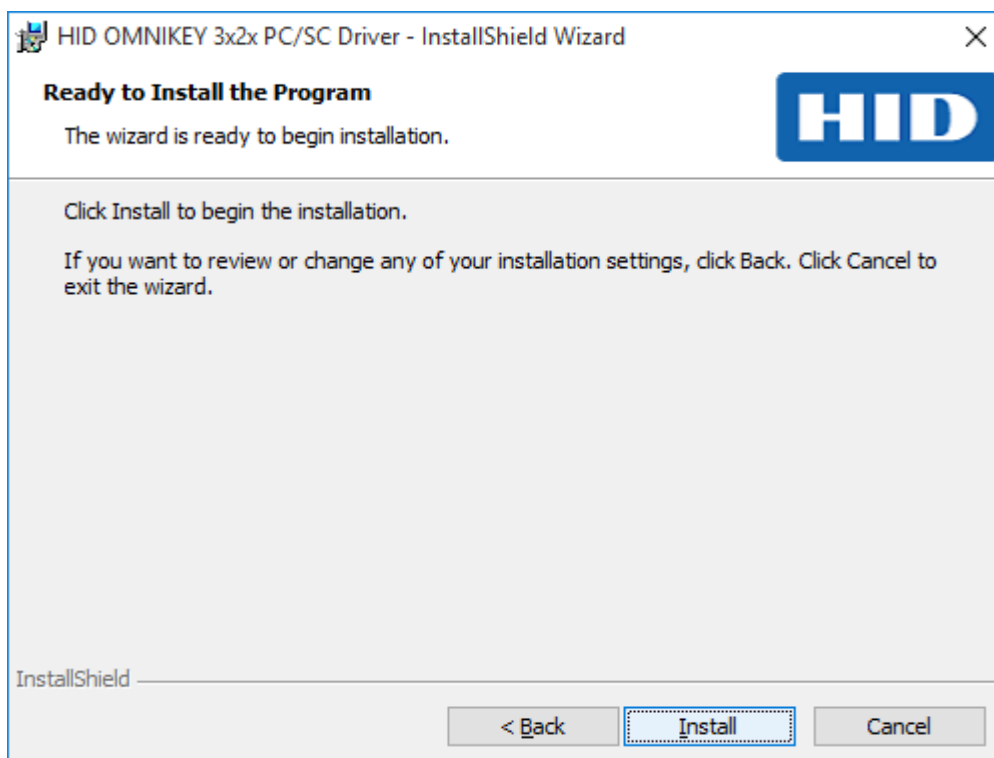 HID OMNIKEY 3x2x PC/SC Driver - InstallShield Wizard
Ready to Install the Program
The wizard is ready to begin installation.
HID
Click Install to begin the installation.
If you want to review or change any of your installation settings, click Back. Click Cancel to
exit the wizard.
InstallShield
< Back
Install
Cancel